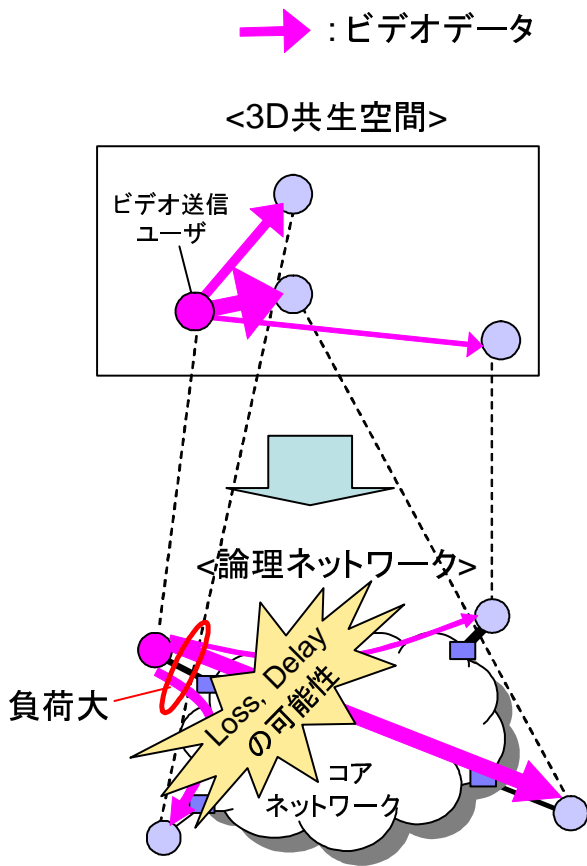 : ビデオデータ
<3D共生空間>
ビデオ送信
ユーザ
<論理ネットワーク>
Loss, Delay
の可能性
負荷大
コア
ネットワーク